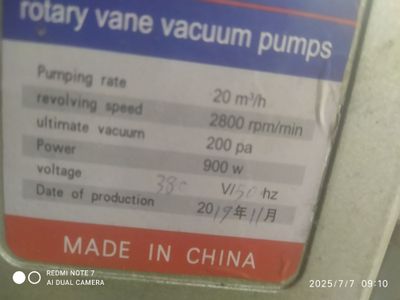 rotary vane vacuum pumps
Pumping rate 20 m³/h
revolving speed 2800 rpm/min
ultimate vacuum 200 pa
Power 900 w
voltage 380 V/50 hz
Date of production 2019年11月
MADE IN CHINA
REDMI NOTE 7
AI DUAL CAMERA
2025/7/7 09:10